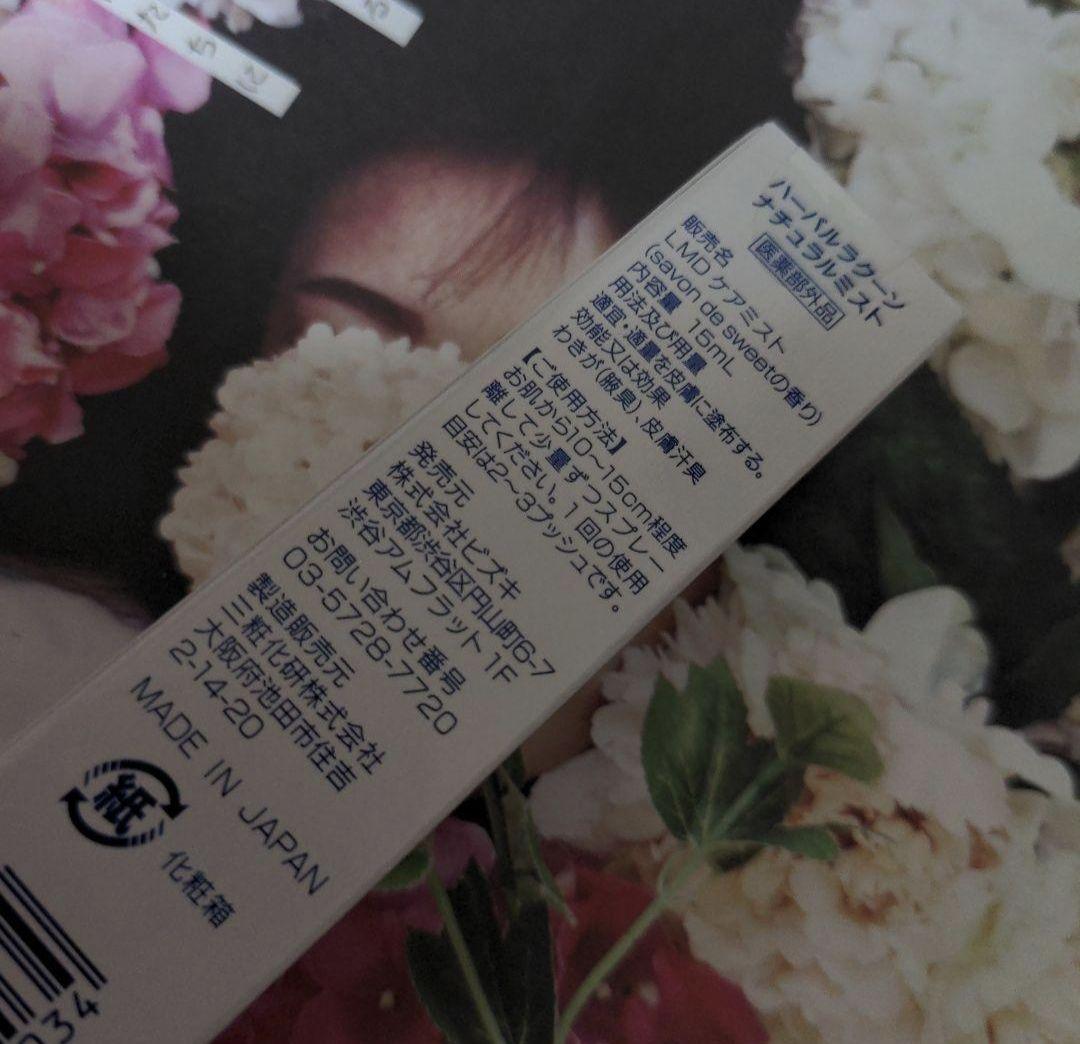 たちに
ハーバルラクーン
ナチュラルミスト
医薬部外品
販売名
LMD ケアミスト
(savon de sweetの香り)
内容量 15mL
用法及び用量
適宜・適量を皮膚に塗布する。
効能又は効果
わきが(腋臭)、皮膚汗臭
【ご使用方法】
お肌から10〜15cm程度
離して少量ずつスプレー
してください。1回の使用
目安は2〜3プッシュです。
発売元
株式会社ビズキ
東京都渋谷区円山町6-7
渋谷アムフラット 1F
お問い合わせ番号
03-5728-7720
製造販売元
三粧化研株式会社
大阪府池田市住吉
2-14-20
MADE IN JAPAN
紙
化粧箱
034